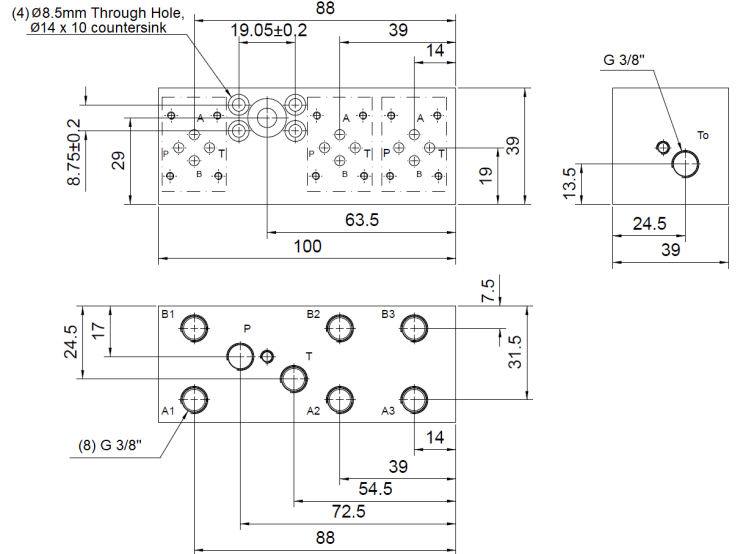 88
(4) Ø8.5mm Through Hole,
Ø14 x 10 countersink
19.05±0.2
39
14
G 3/8"
8.75±0.2
29
A
P
T
B
A
P
T
B
A
P
T
B
19
39
To
13.5
63.5
100
24.5
39
7.5
24.5
17
B1
B2
B3
P
T
31.5
A1
A2
A3
(8) G 3/8"
14
39
54.5
72.5
88